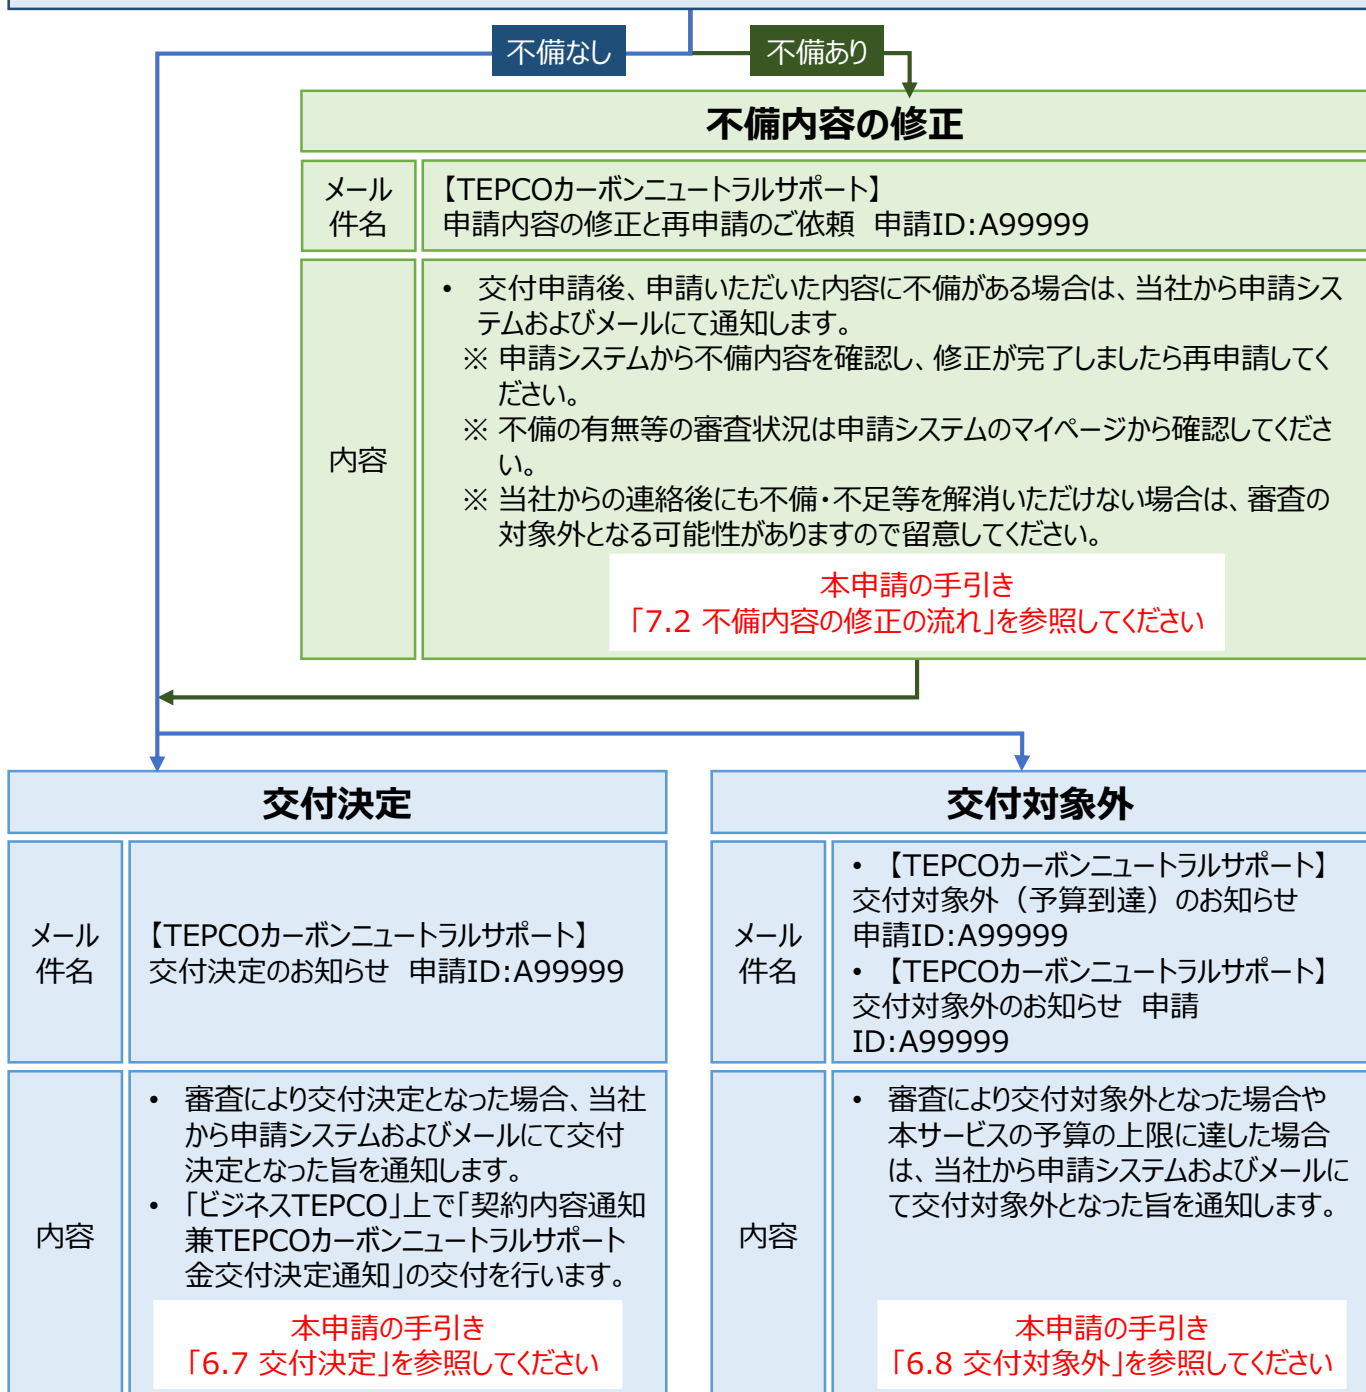 不備なし
不備あり
不備内容の修正
メール
件名
【TEPCOカーボンニュートラルサポート】
申請内容の修正と再申請のご依頼 申請ID:A99999
内容
• 交付申請後、申請いただいた内容に不備がある場合は、当社から申請シス
テムおよびメールにて通知します。
※ 申請システムから不備内容を確認し、修正が完了しましたら再申請してく
ださい。
※ 不備の有無等の審査状況は申請システムのマイページから確認してくださ
い。
※ 当社からの連絡後にも不備・不足等を解消いただけない場合は、審査の
対象外となる可能性がありますので留意してください。
本申請の手引き
「7.2 不備内容の修正の流れ」を参照してください
交付決定
メール
件名
【TEPCOカーボンニュートラルサポート】
交付決定のお知らせ 申請ID:A99999
内容
• 審査により交付決定となった場合、当社
から申請システムおよびメールにて交付
決定となった旨を通知します。
• 「ビジネスTEPCO」上で「契約内容通知
兼TEPCOカーボンニュートラルサポート
金交付決定通知」の交付を行います。
本申請の手引き
「6.7 交付決定」を参照してください
交付対象外
メール
件名
• 【TEPCOカーボンニュートラルサポート】
交付対象外（予算到達）のお知らせ
申請ID:A99999
• 【TEPCOカーボンニュートラルサポート】
交付対象外のお知らせ 申請
ID:A99999
内容
• 審査により交付対象外となった場合や
本サービスの予算の上限に達した場合
は、当社から申請システムおよびメールに
て交付対象外となった旨を通知します。
本申請の手引き
「6.8 交付対象外」を参照してください